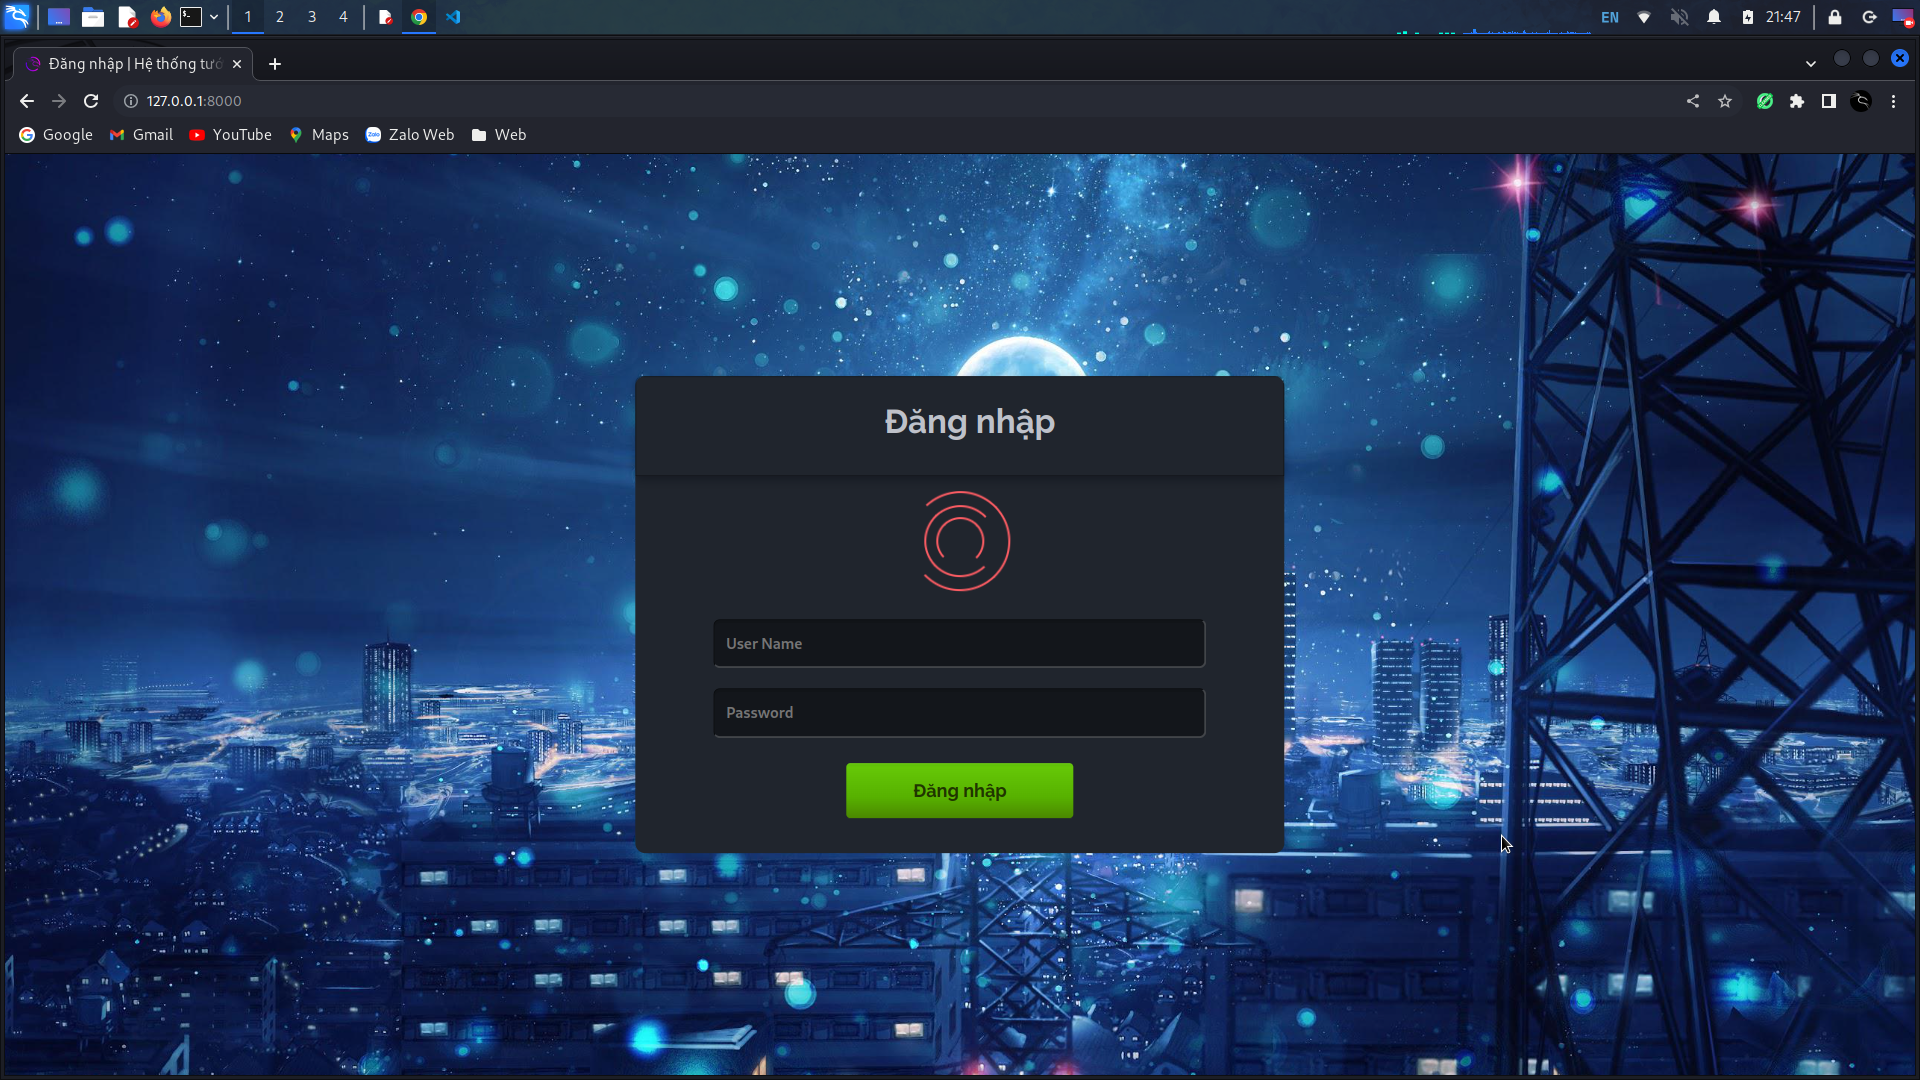 1 2 3 4 EN 21:47
Đăng nhập | Hệ thống tướ
127.0.0.1:8000
Google Gmail YouTube Maps Zalo Web Web
Đăng nhập
User Name
Password
Đăng nhập